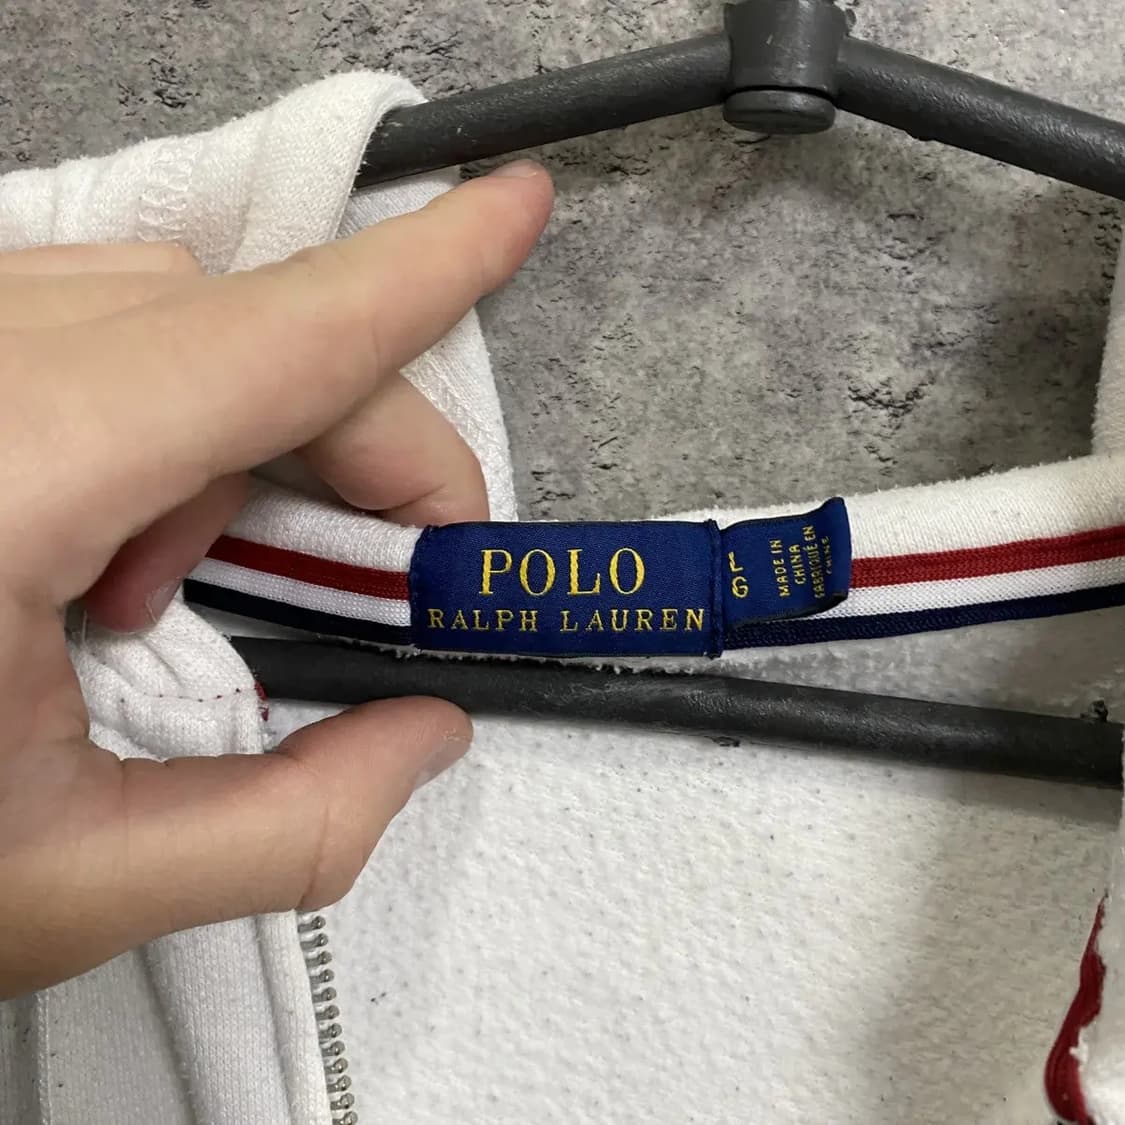 POLO
RALPH LAUREN
G L
MADE IN
CHINA
FABRIQUÉ EN
CHINE